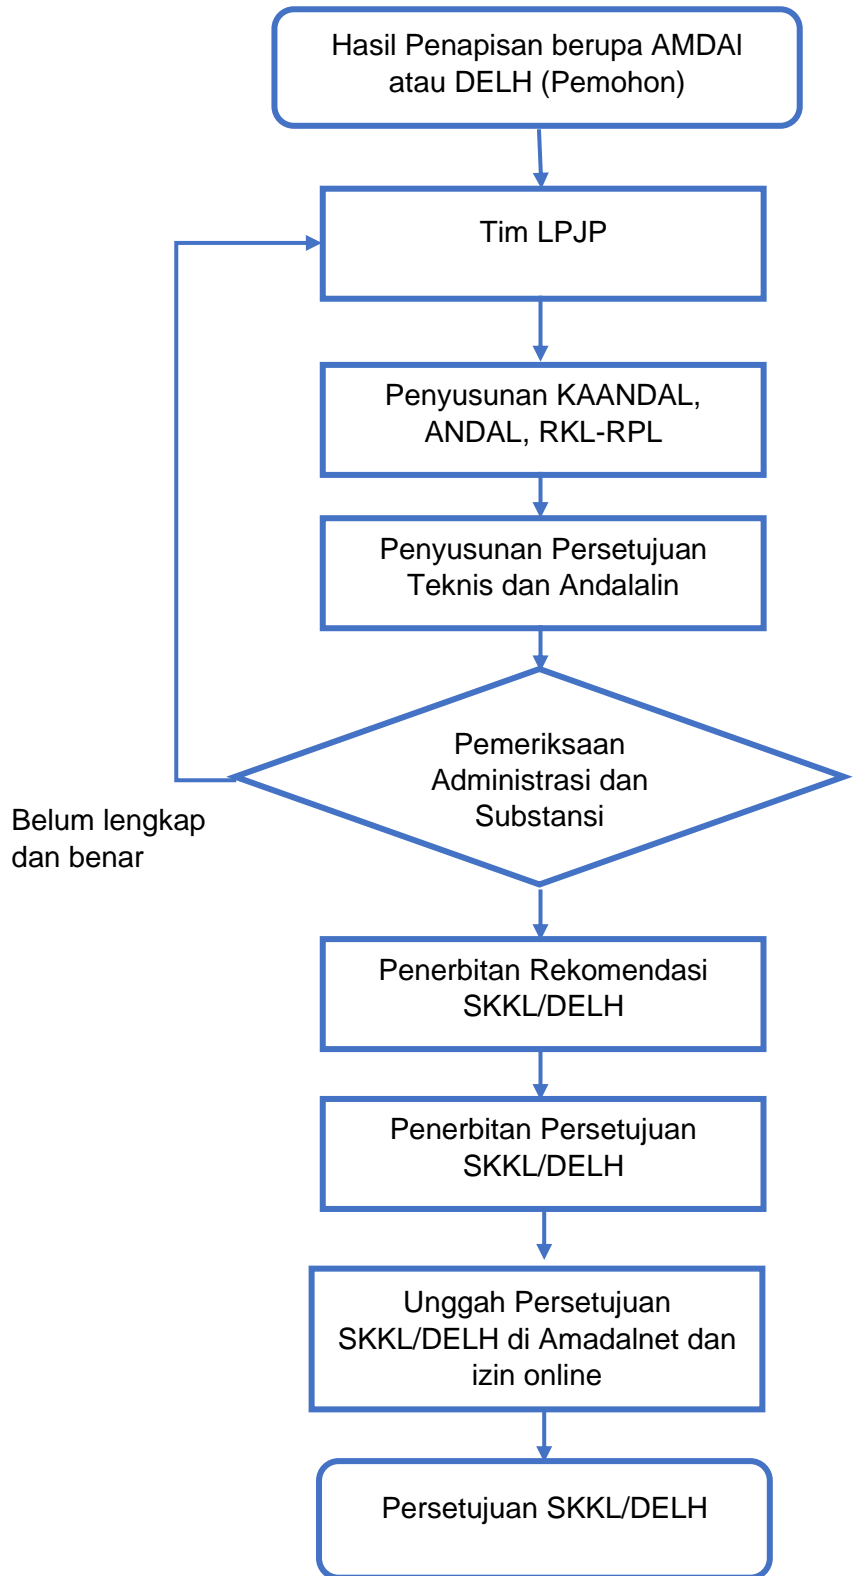 Hasil Penapisan berupa AMDAl
atau DELH (Pemohon)
Tim LPJP
Penyusunan KAANDAL,
ANDAL, RKL-RPL
Penyusunan Persetujuan
Teknis dan Andalalin
Pemeriksaan
Administrasi dan
Substansi
Belum lengkap
dan benar
Penerbitan Rekomendasi
SKKL/DELH
Penerbitan Persetujuan
SKKL/DELH
Unggah Persetujuan
SKKL/DELH di Amadalnet dan
izin online
Persetujuan SKKL/DELH